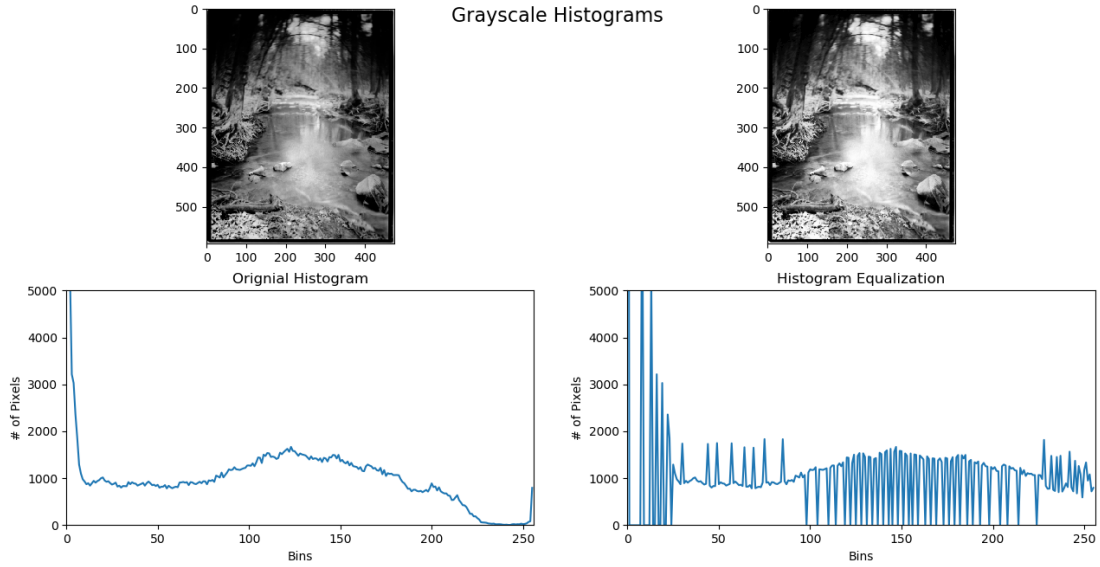 Grayscale Histograms
0
100
200
300
400
500
0 100 200 300 400
0
100
200
300
400
500
0 100 200 300 400
Orignial Histogram
5000
4000
3000
2000
1000
0
# of Pixels
0 50 100 150 200 250
Bins
Histogram Equalization
5000
4000
3000
2000
1000
0
# of Pixels
0 50 100 150 200 250
Bins